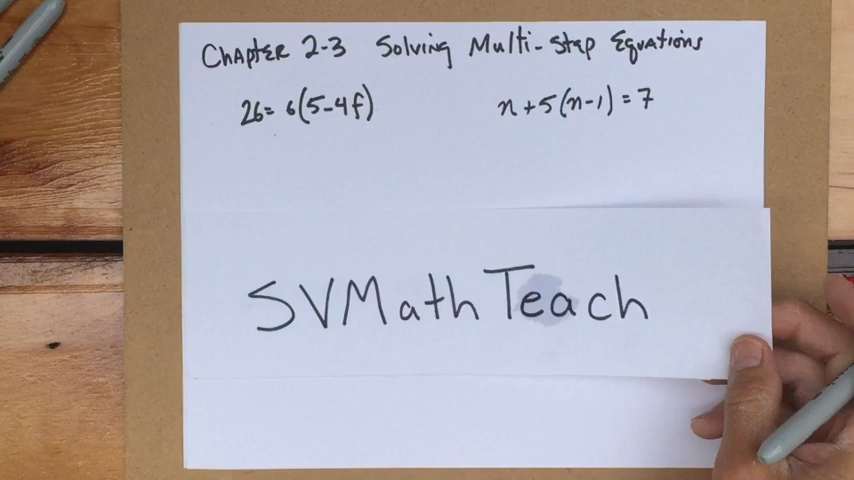 Chapter 2-3 Solving Multi-Step Equations
26= 6(5-4f)
n+5(n-1)=7
SVMathTeach